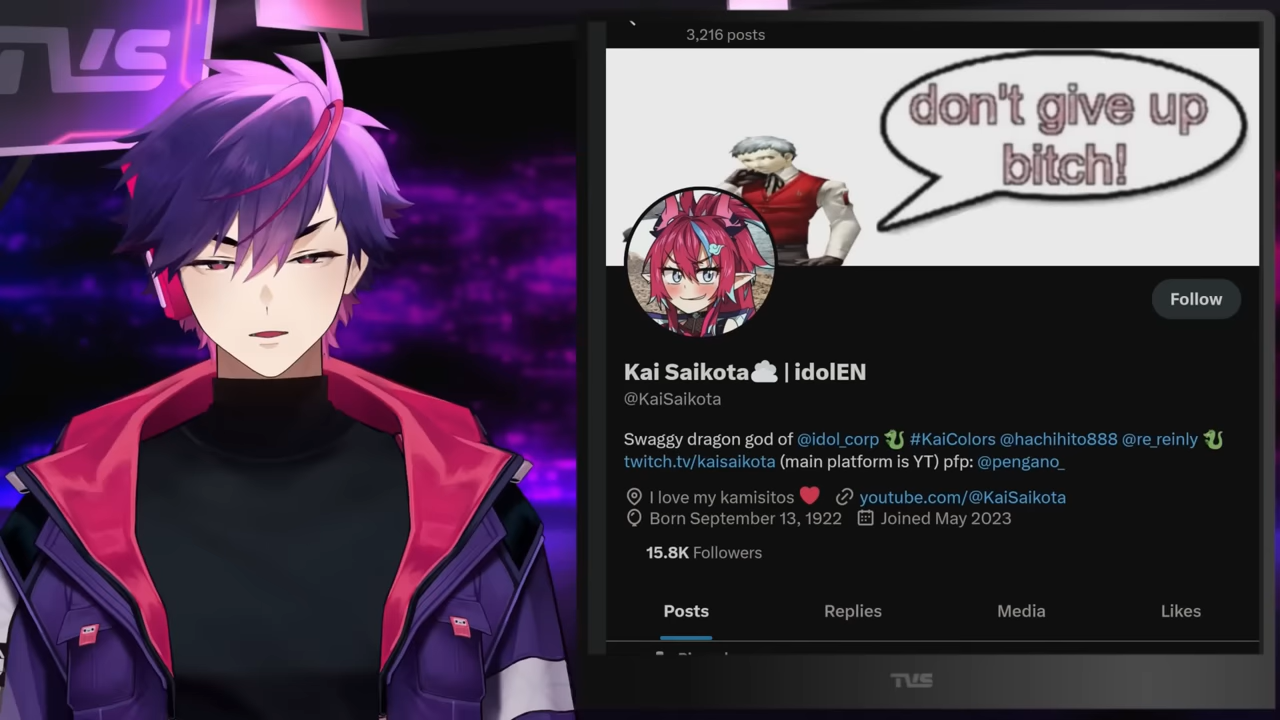 TVS
3,216 posts
don't give up
bitch!
Follow
Kai Saikota☁️ | idolEN
@KaiSaikota
Swaggy dragon god of @idol_corp 🐉 #KaiColors @hachihito888 @re_reinly 🐉
twitch.tv/kaisaikota (main platform is YT) pfp: @pengano_
I love my kamisitos ❤️ youtube.com/@KaiSaikota
Born September 13, 1922 Joined May 2023
15.8K Followers
Posts Replies Media Likes
TVS